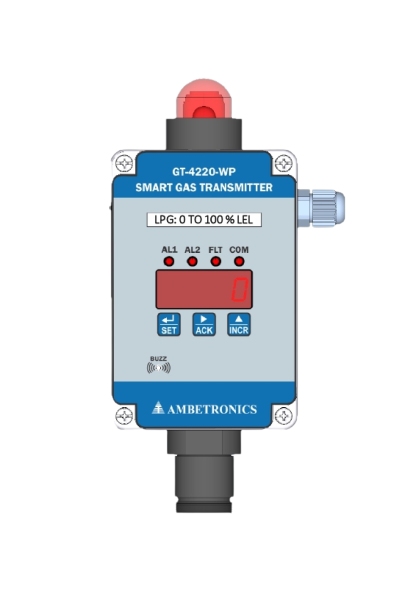 GT-4220-WP
SMART GAS TRANSMITTER
LPG: 0 TO 100 % LEL
AL1 AL2 FLT COM
0
SET ACK INCR
BUZZ
AMBETRONICS